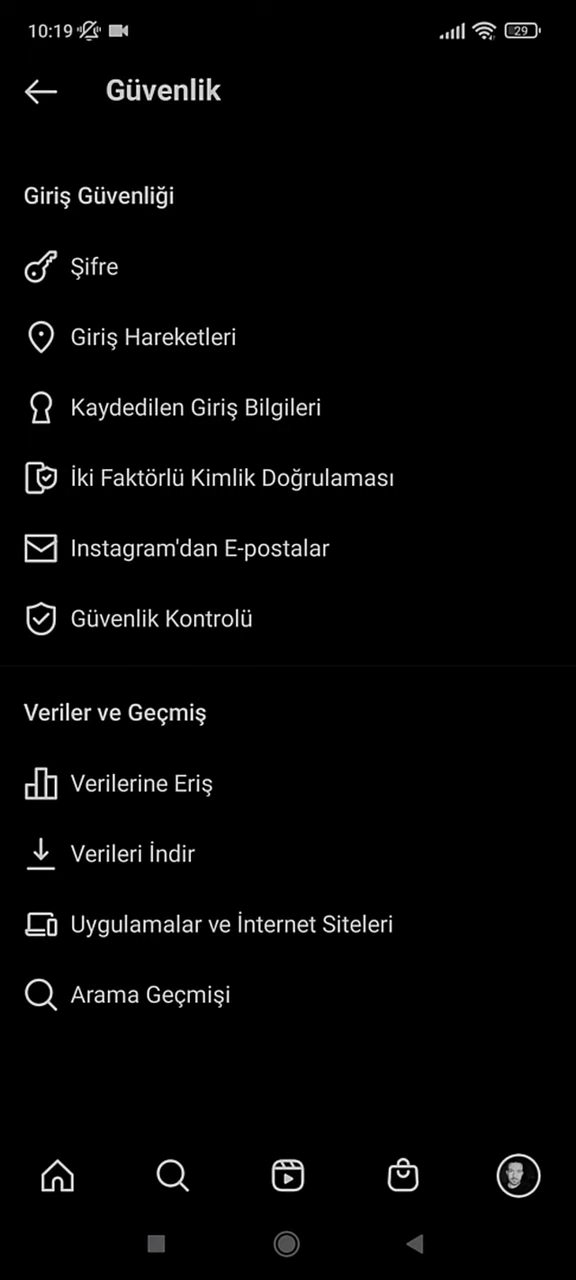 10:19
29
Güvenlik
Giriş Güvenliği
Şifre
Giriş Hareketleri
Kaydedilen Giriş Bilgileri
İki Faktörlü Kimlik Doğrulaması
Instagram'dan E-postalar
Güvenlik Kontrolü
Veriler ve Geçmiş
Verilerine Eriş
Verileri İndir
Uygulamalar ve İnternet Siteleri
Arama Geçmişi